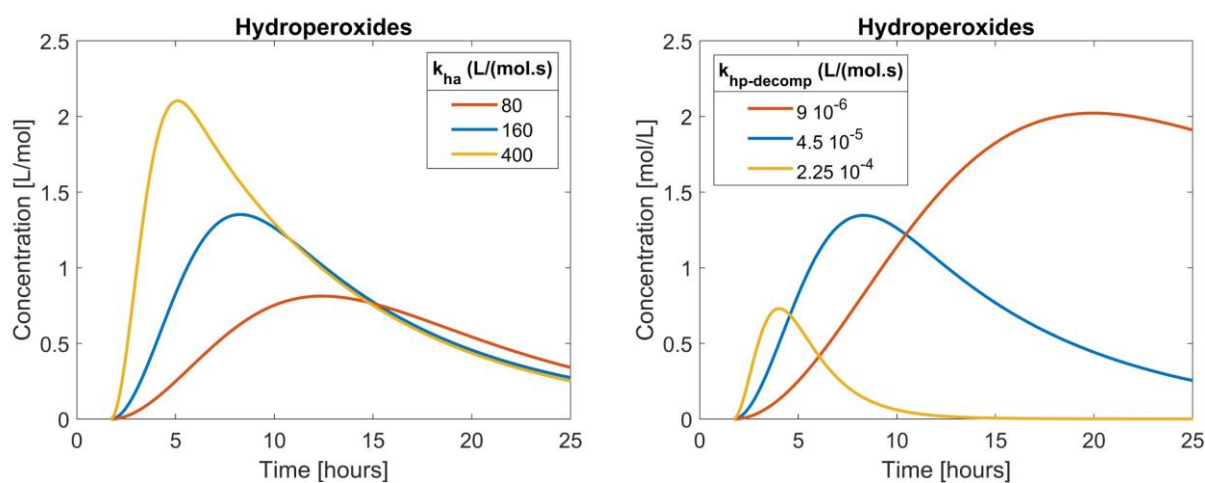 Hydroperoxides
2.5
2
1.5
1
0.5
0
Concentration [L/mol]
k_ha (L/(mol.s)
80
160
400
0 5 10 15 20 25
Time [hours]
Hydroperoxides
2.5
2
1.5
1
0.5
0
Concentration [mol/L]
k_hp-decomp (L/(mol.s)
9 10^-6
4.5 10^-5
2.25 10^-4
0 5 10 15 20 25
Time [hours]